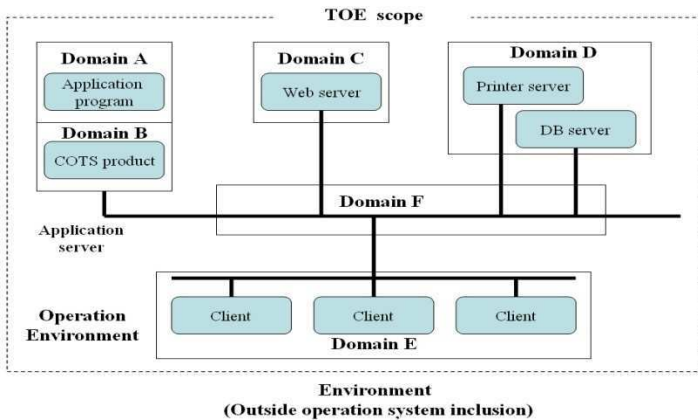 TOE scope
Domain A
Application
program
Domain B
COTS product
Application
server
Domain C
Web server
Domain D
Printer server
DB server
Domain F
Operation
Environment
Client
Client
Client
Domain E
Environment
(Outside operation system inclusion)